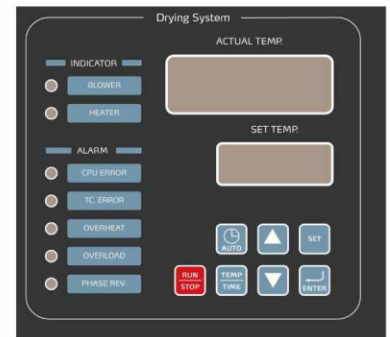 Drying System
ACTUAL TEMP.
INDICATOR
BLOWER
HEATER
SET TEMP.
ALARM
CPU ERROR
TC. ERROR
OVERHEAT
OVERLOAD
PHASE REV.
AUTO
SET
RUN
STOP
TEMP
TIME
ENTER